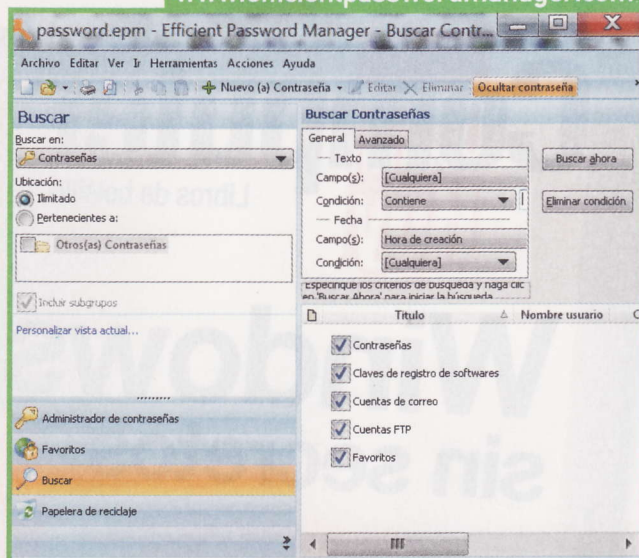 www.efficientpasswordmanager.com
password.epm - Efficient Password Manager - Buscar Contr...
Archivo Editar Ver Ir Herramientas Acciones Ayuda
Nuevo (a) Contraseña Editar Eliminar Ocultar contraseña
Buscar
Buscar en:
Contraseñas
Ubicación:
Ilimitado
Pertenecientes a:
Otros(as) Contraseñas
Incluir subgrupos
Personalizar vista actual...
Administrador de contraseñas
Favoritos
Buscar
Papelera de reciclaje
Buscar Contraseñas
General Avanzado
Texto
Campo(s): [Cualquiera]
Condición: Contiene
Fecha
Campo(s): Hora de creación
Condición: [Cualquiera]
Buscar ahora
Eliminar condición
Especifique los criterios de búsqueda y haga clic
en 'Buscar Ahora' para iniciar la búsqueda
Título Nombre usuario
Contraseñas
Claves de registro de softwares
Cuentas de correo
Cuentas FTP
Favoritos